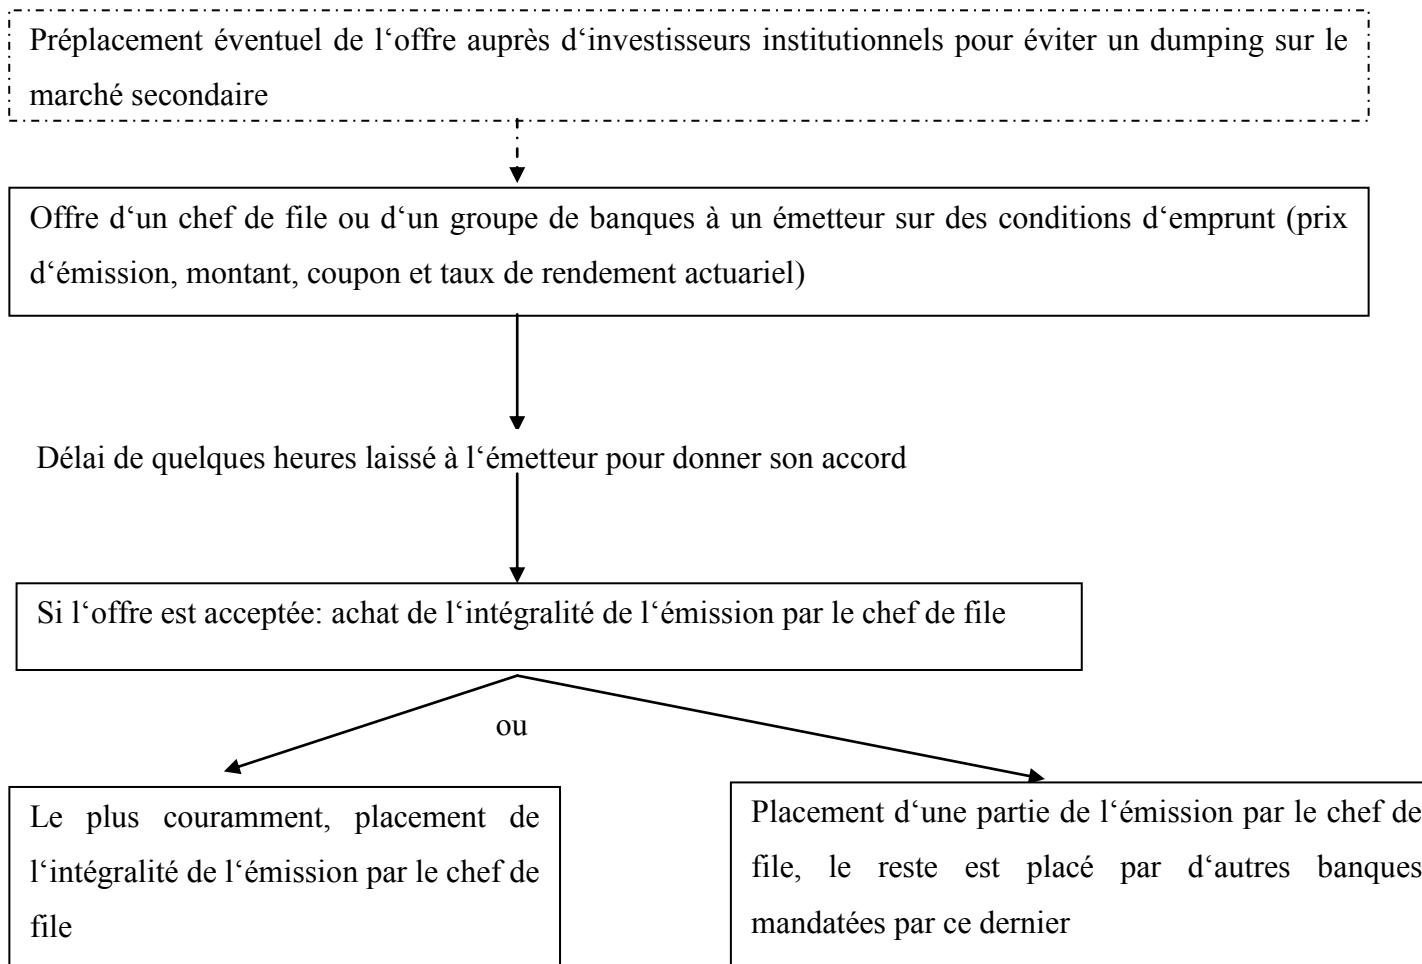 Préplacement éventuel de l‘offre auprès d‘investisseurs institutionnels pour éviter un dumping sur le
marché secondaire
Offre d‘un chef de file ou d‘un groupe de banques à un émetteur sur des conditions d‘emprunt (prix
d‘émission, montant, coupon et taux de rendement actuariel)
Délai de quelques heures laissé à l‘émetteur pour donner son accord
Si l‘offre est acceptée: achat de l‘intégralité de l‘émission par le chef de file
ou
Le plus couramment, placement de
l‘intégralité de l‘émission par le chef de
file
Placement d‘une partie de l‘émission par le chef de
file, le reste est placé par d‘autres banques
mandatées par ce dernier